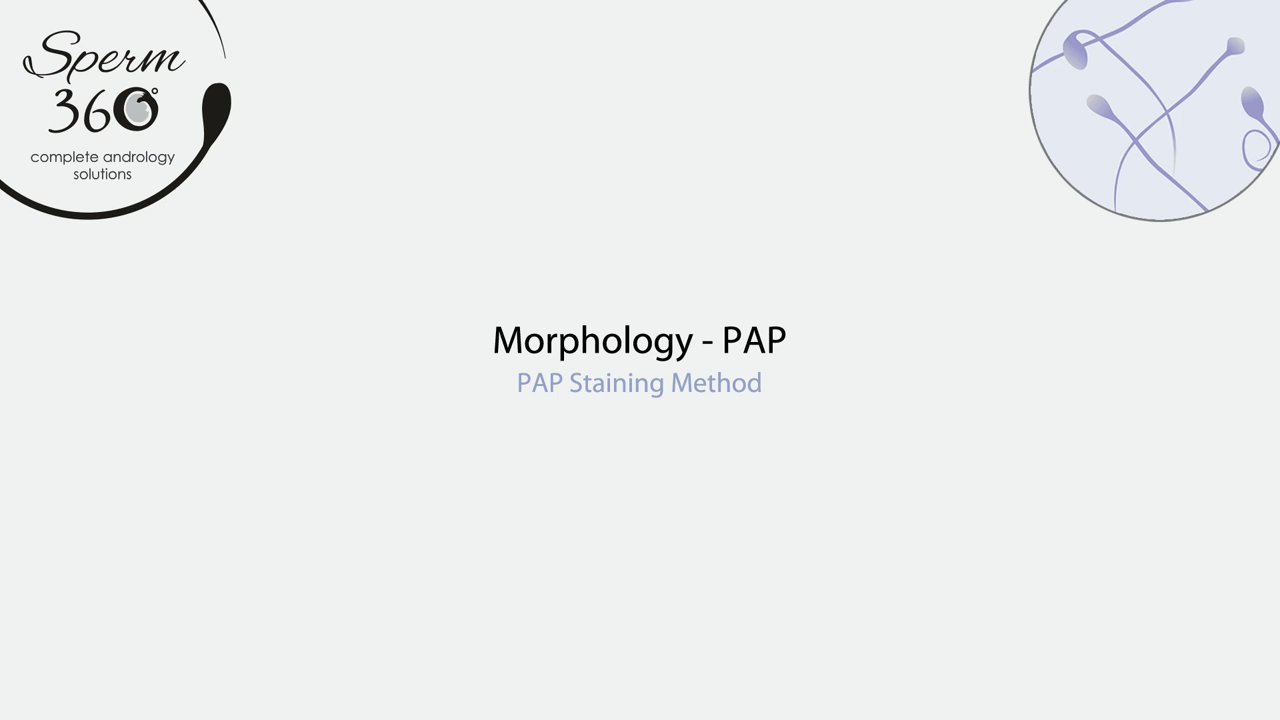 Sperm
360°
complete andrology
solutions
Morphology - PAP
PAP Staining Method